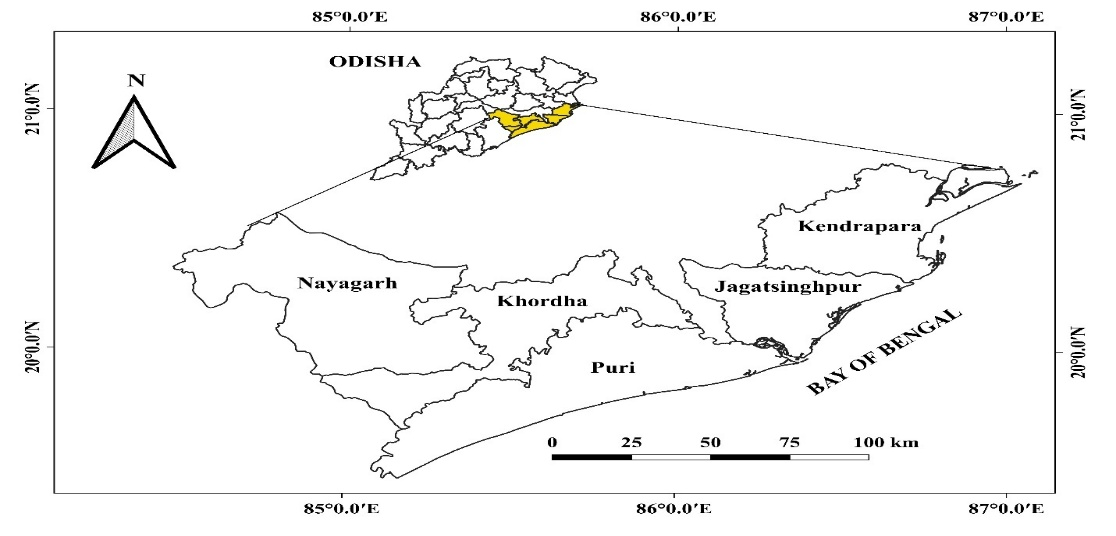 85°0.0′E 86°0.0′E 87°0.0′E
ODISHA
N
21°0.0′N 21°0.0′N
Kendrapara
Nayagarh
Jagatsinghpur
Khordha
20°0.0′N 20°0.0′N
Puri
BAY OF BENGAL
0 25 50 75 100 km
85°0.0′E 86°0.0′E 87°0.0′E